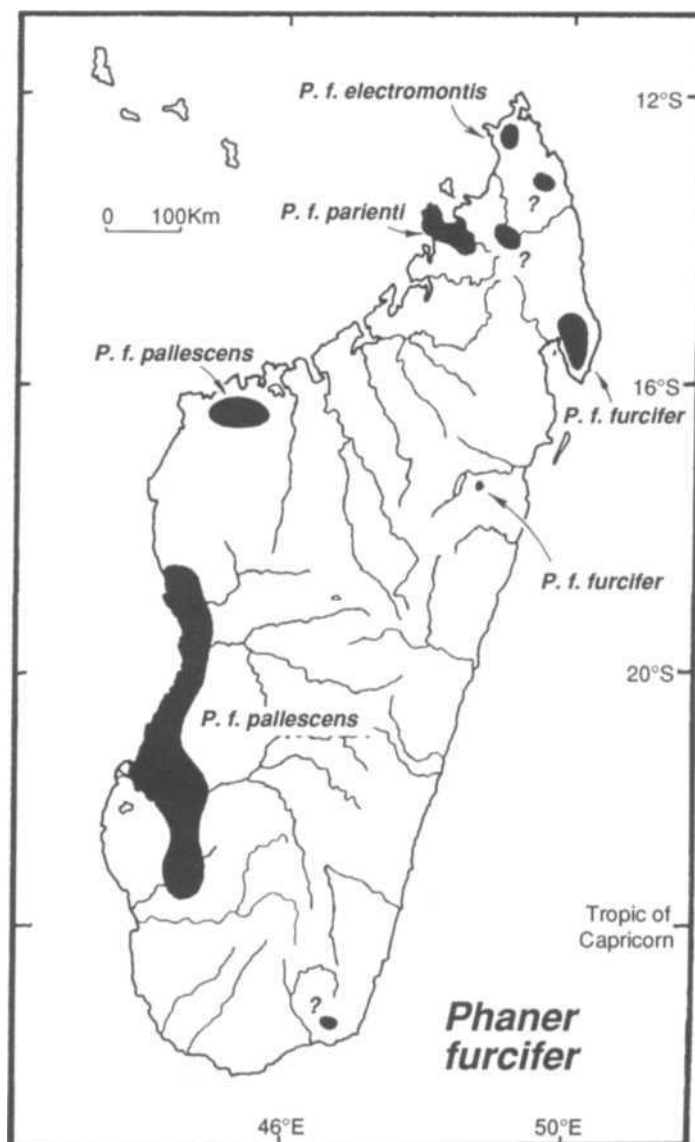 P. f. electromontis
12°S
P. f. parienti
?
0 100Km
?
P. f. pallescens
16°S
P. f. furcifer
P. f. furcifer
20°S
P. f. pallescens
Tropic of
Capricorn
?
Phaner
furcifer
46°E 50°E